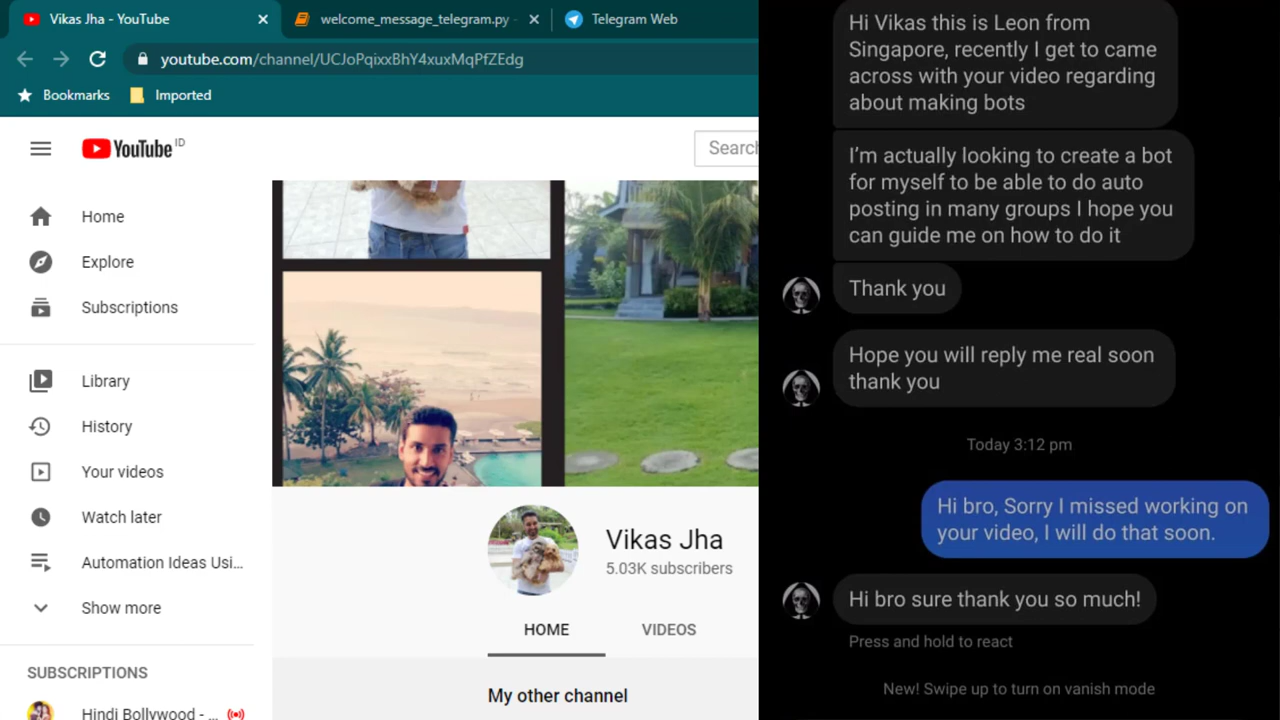 Vikas Jha - YouTube
welcome_message_telegram.py -
Telegram Web
youtube.com/channel/UCJoPqixxBhY4xuxMqPfZEdg
Bookmarks
Imported
YouTube ID
Search
Home
Explore
Subscriptions
Library
History
Your videos
Watch later
Automation Ideas Usi...
Show more
SUBSCRIPTIONS
Hindi Bollywood - ...
Vikas Jha
5.03K subscribers
HOME
VIDEOS
My other channel
Hi Vikas this is Leon from
Singapore, recently I get to came
across with your video regarding
about making bots
I’m actually looking to create a bot
for myself to be able to do auto
posting in many groups I hope you
can guide me on how to do it
Thank you
Hope you will reply me real soon
thank you
Today 3:12 pm
Hi bro, Sorry I missed working on
your video, I will do that soon.
Hi bro sure thank you so much!
Press and hold to react
New! Swipe up to turn on vanish mode